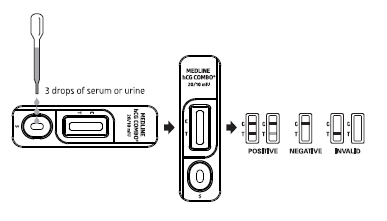 3 drops of serum or urine
S
T
C
MEDLINE
hCG COMBO®
20/10 mIU
MEDLINE
hCG COMBO®
20/10 mIU
C
T
S
C C
T T
POSITIVE
C
T
NEGATIVE
C
T
INVALID